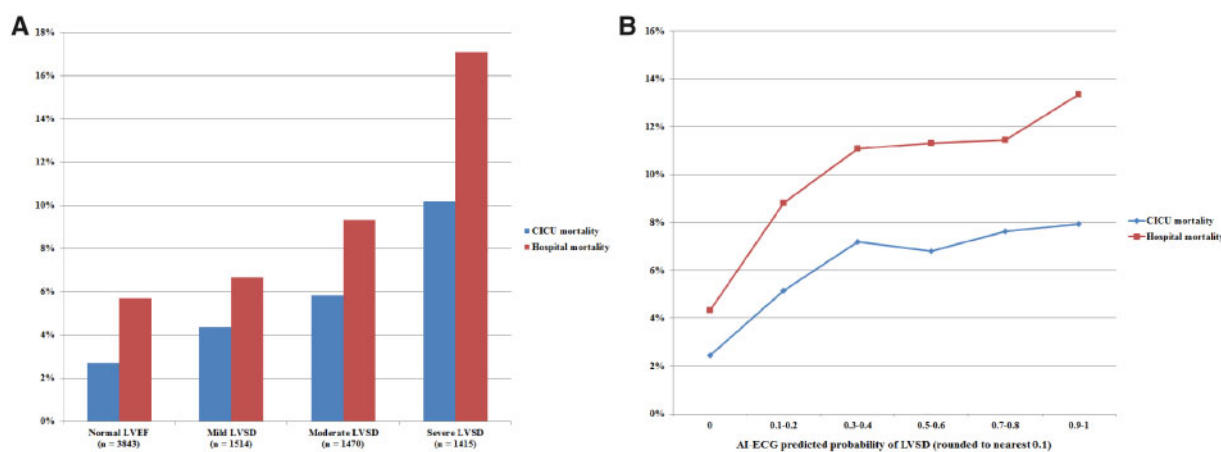 A
18%
16%
14%
12%
10%
8%
6%
4%
2%
0%
Normal LVEF
(n = 3843)
Mild LVSD
(n = 1514)
Moderate LVSD
(n = 1470)
Severe LVSD
(n = 1415)
CICU mortality
Hospital mortality
B
16%
14%
12%
10%
8%
6%
4%
2%
0%
0
0.1-0.2
0.3-0.4
0.5-0.6
0.7-0.8
0.9-1
AI-ECG predicted probability of LVSD (rounded to nearest 0.1)
CICU mortality
Hospital mortality